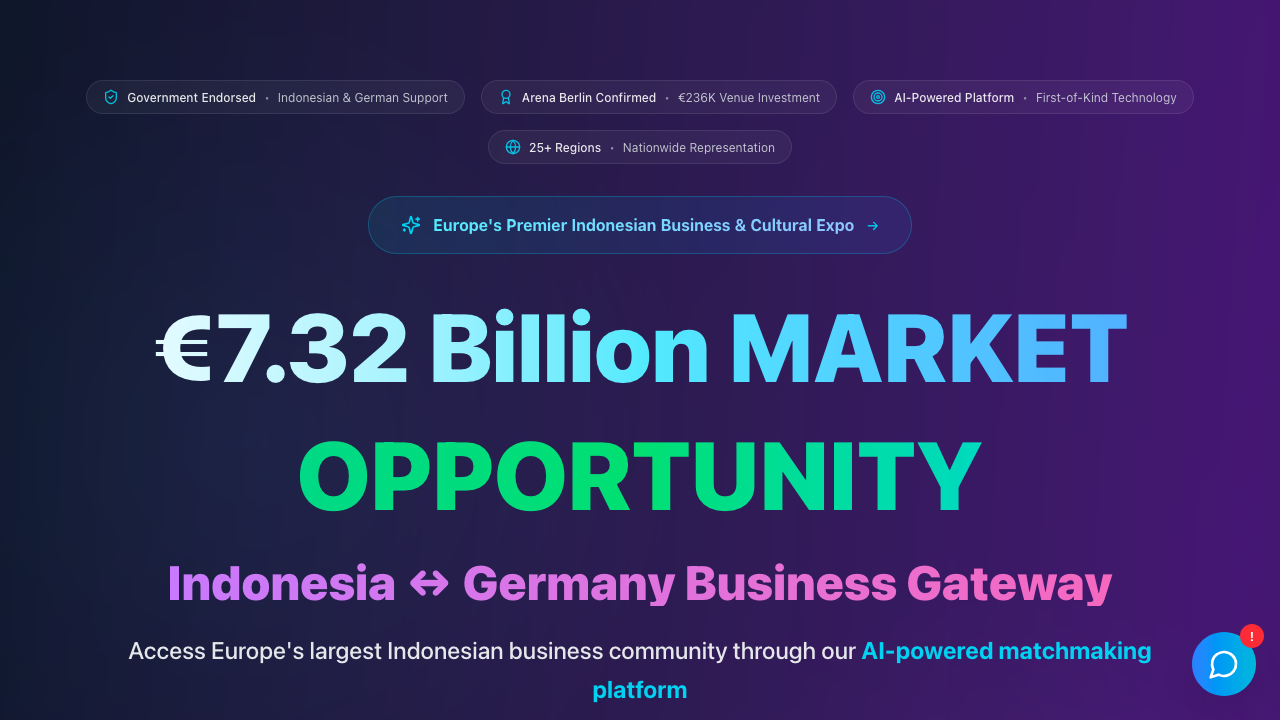 Government Endorsed • Indonesian & German Support
Arena Berlin Confirmed • €236K Venue Investment
AI-Powered Platform • First-of-Kind Technology
25+ Regions • Nationwide Representation
Europe's Premier Indonesian Business & Cultural Expo →
€7.32 Billion MARKET
OPPORTUNITY
Indonesia ↔ Germany Business Gateway
Access Europe's largest Indonesian business community through our AI-powered matchmaking
platform
!